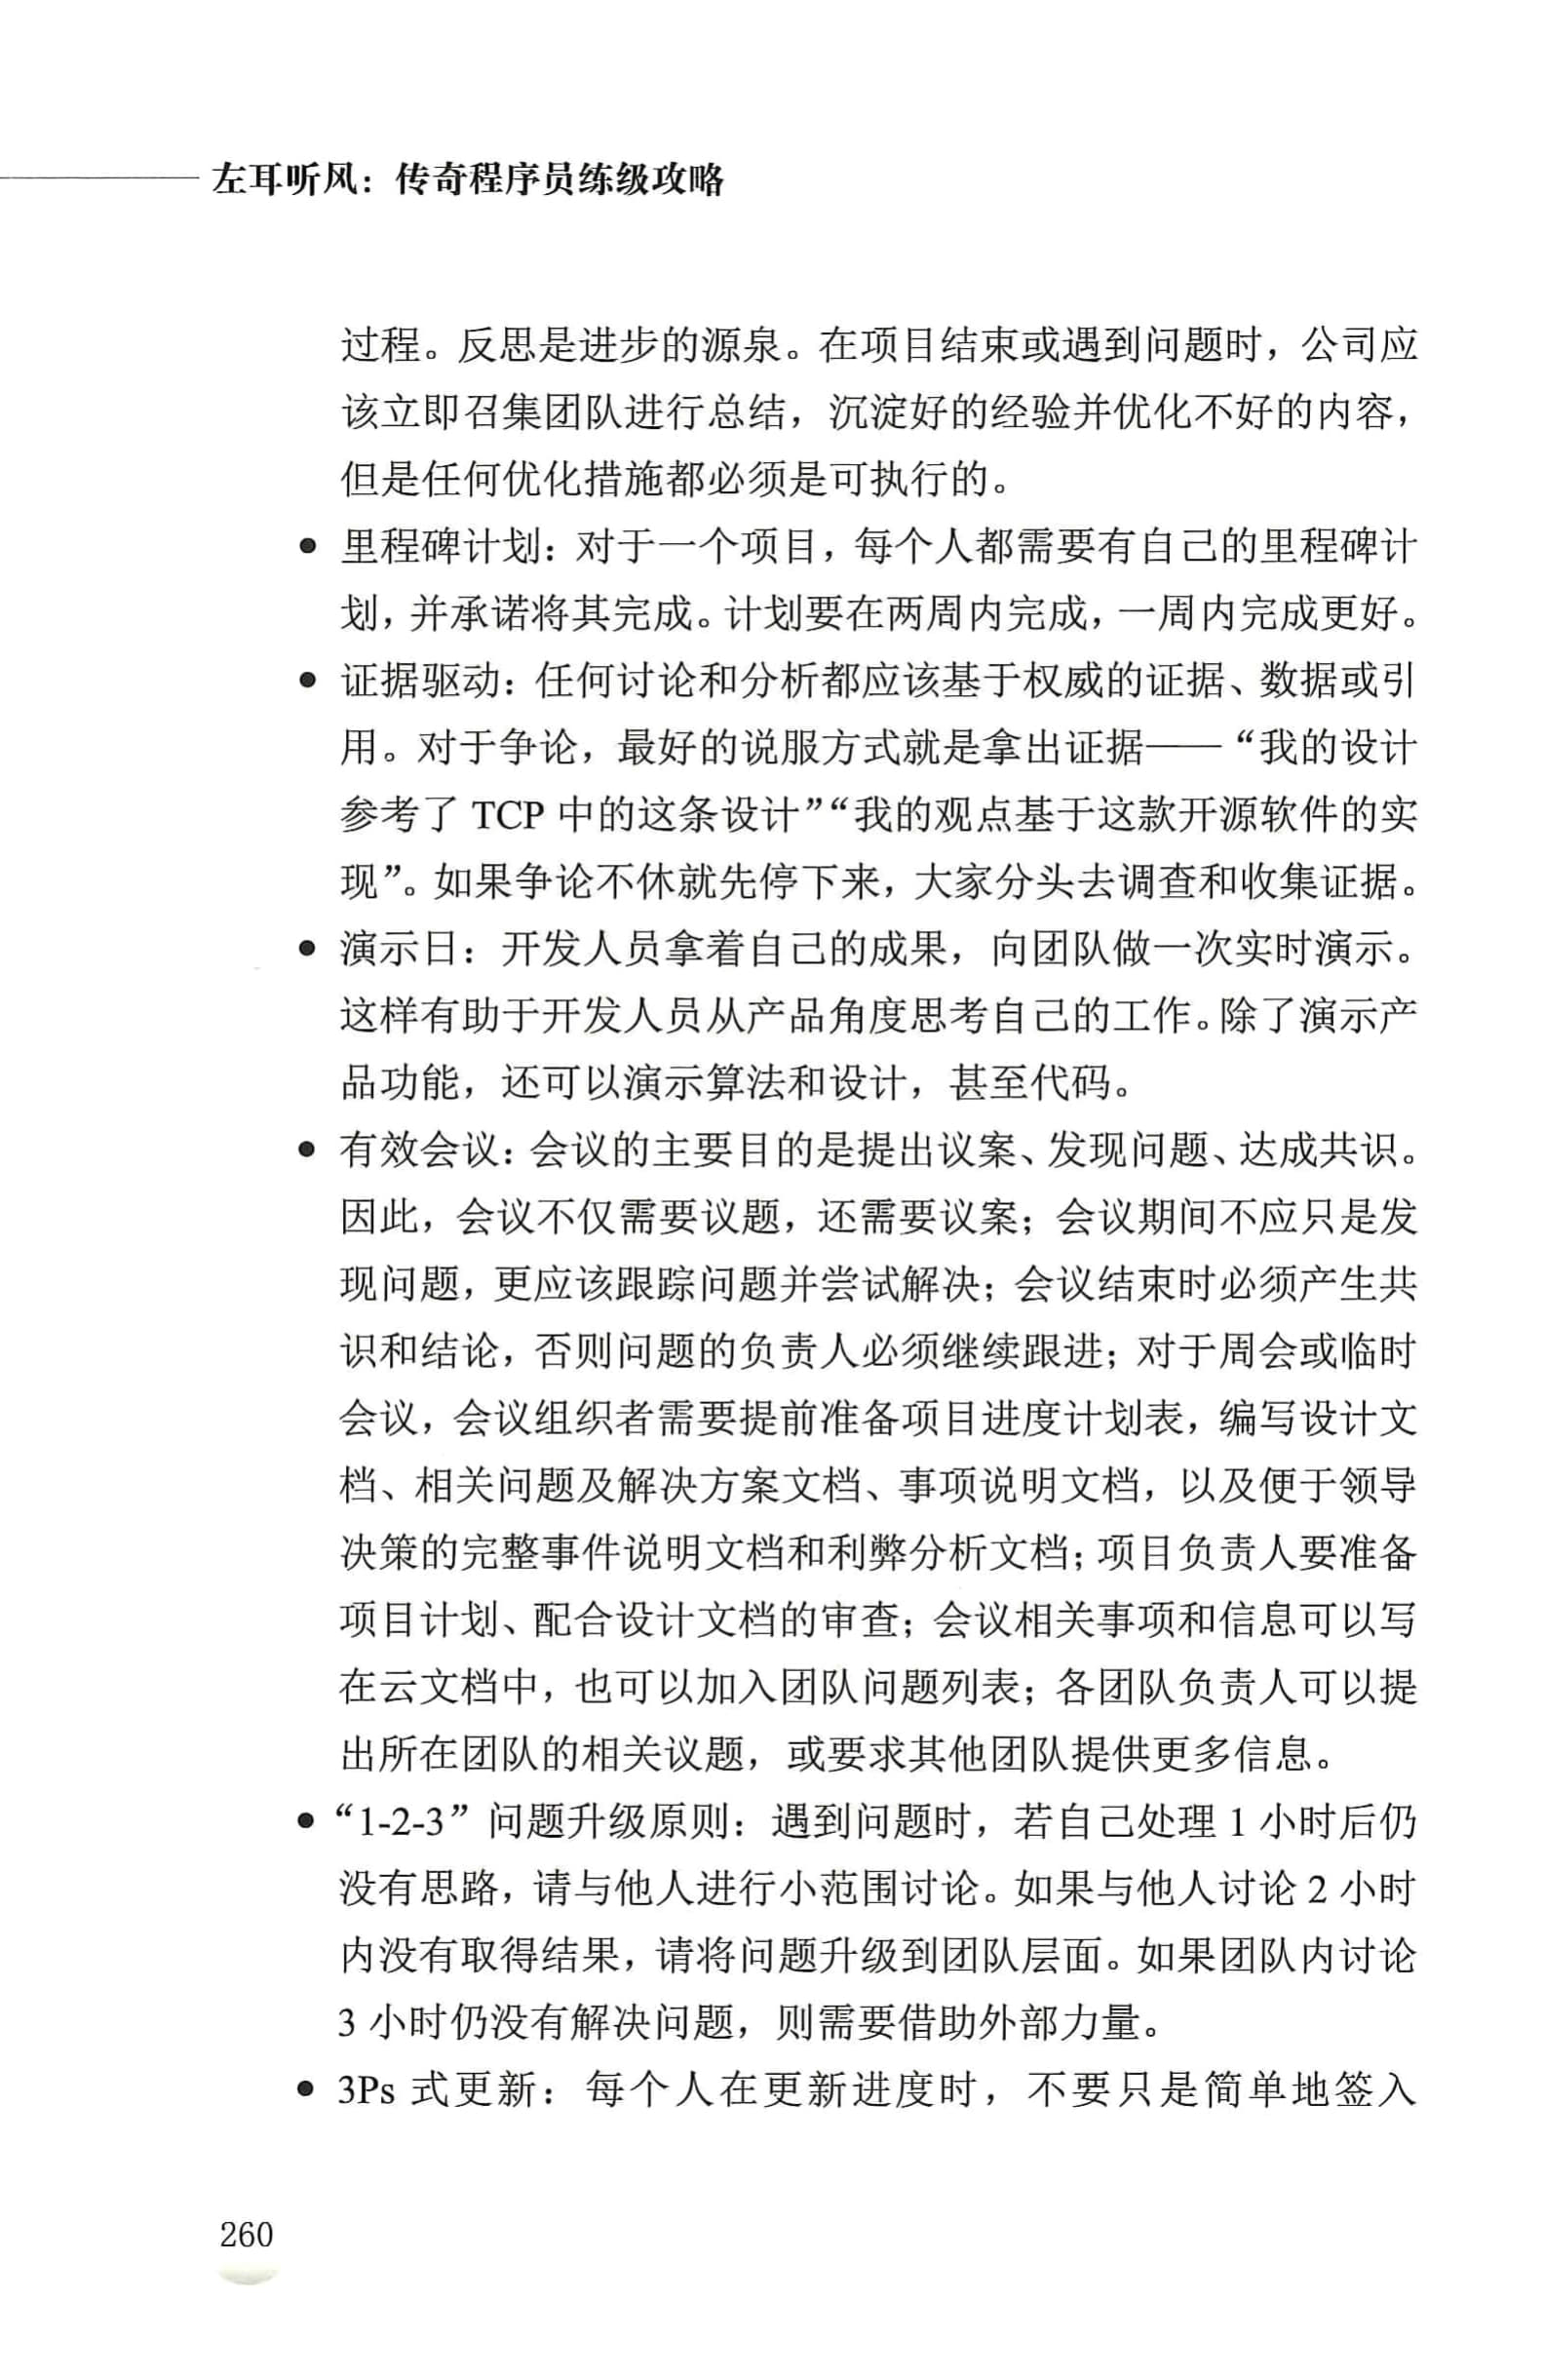 左耳听风：传奇程序员练级攻略
过程。反思是进步的源泉。在项目结束或遇到问题时，公司应
该立即召集团队进行总结，沉淀好的经验并优化不好的内容，
但是任何优化措施都必须是可执行的。
● 里程碑计划：对于一个项目，每个人都需要有自己的里程碑计
划，并承诺将其完成。计划要在两周内完成，一周内完成更好。
● 证据驱动：任何讨论和分析都应该基于权威的证据、数据或引
用。对于争论，最好的说服方式就是拿出证据——“我的设计
参考了 TCP 中的这条设计”“我的观点基于这款开源软件的实
现”。如果争论不休就先停下来，大家分头去调查和收集证据。
● 演示日：开发人员拿着自己的成果，向团队做一次实时演示。
这样有助于开发人员从产品角度思考自己的工作。除了演示产
品功能，还可以演示算法和设计，甚至代码。
● 有效会议：会议的主要目的是提出议案、发现问题、达成共识。
因此，会议不仅需要议题，还需要议案；会议期间不应只是发
现问题，更应该跟踪问题并尝试解决；会议结束时必须产生共
识和结论，否则问题的负责人必须继续跟进；对于周会或临时
会议，会议组织者需要提前准备项目进度计划表，编写设计文
档、相关问题及解决方案文档、事项说明文档，以及便于领导
决策的完整事件说明文档和利弊分析文档；项目负责人要准备
项目计划、配合设计文档的审查；会议相关事项和信息可以写
在云文档中，也可以加入团队问题列表；各团队负责人可以提
出所在团队的相关议题，或要求其他团队提供更多信息。
● “1-2-3”问题升级原则：遇到问题时，若自己处理 1 小时后仍
没有思路，请与他人进行小范围讨论。如果与他人讨论 2 小时
内没有取得结果，请将问题升级到团队层面。如果团队内讨论
3 小时仍没有解决问题，则需要借助外部力量。
● 3Ps 式更新：每个人在更新进度时，不要只是简单地签入
260